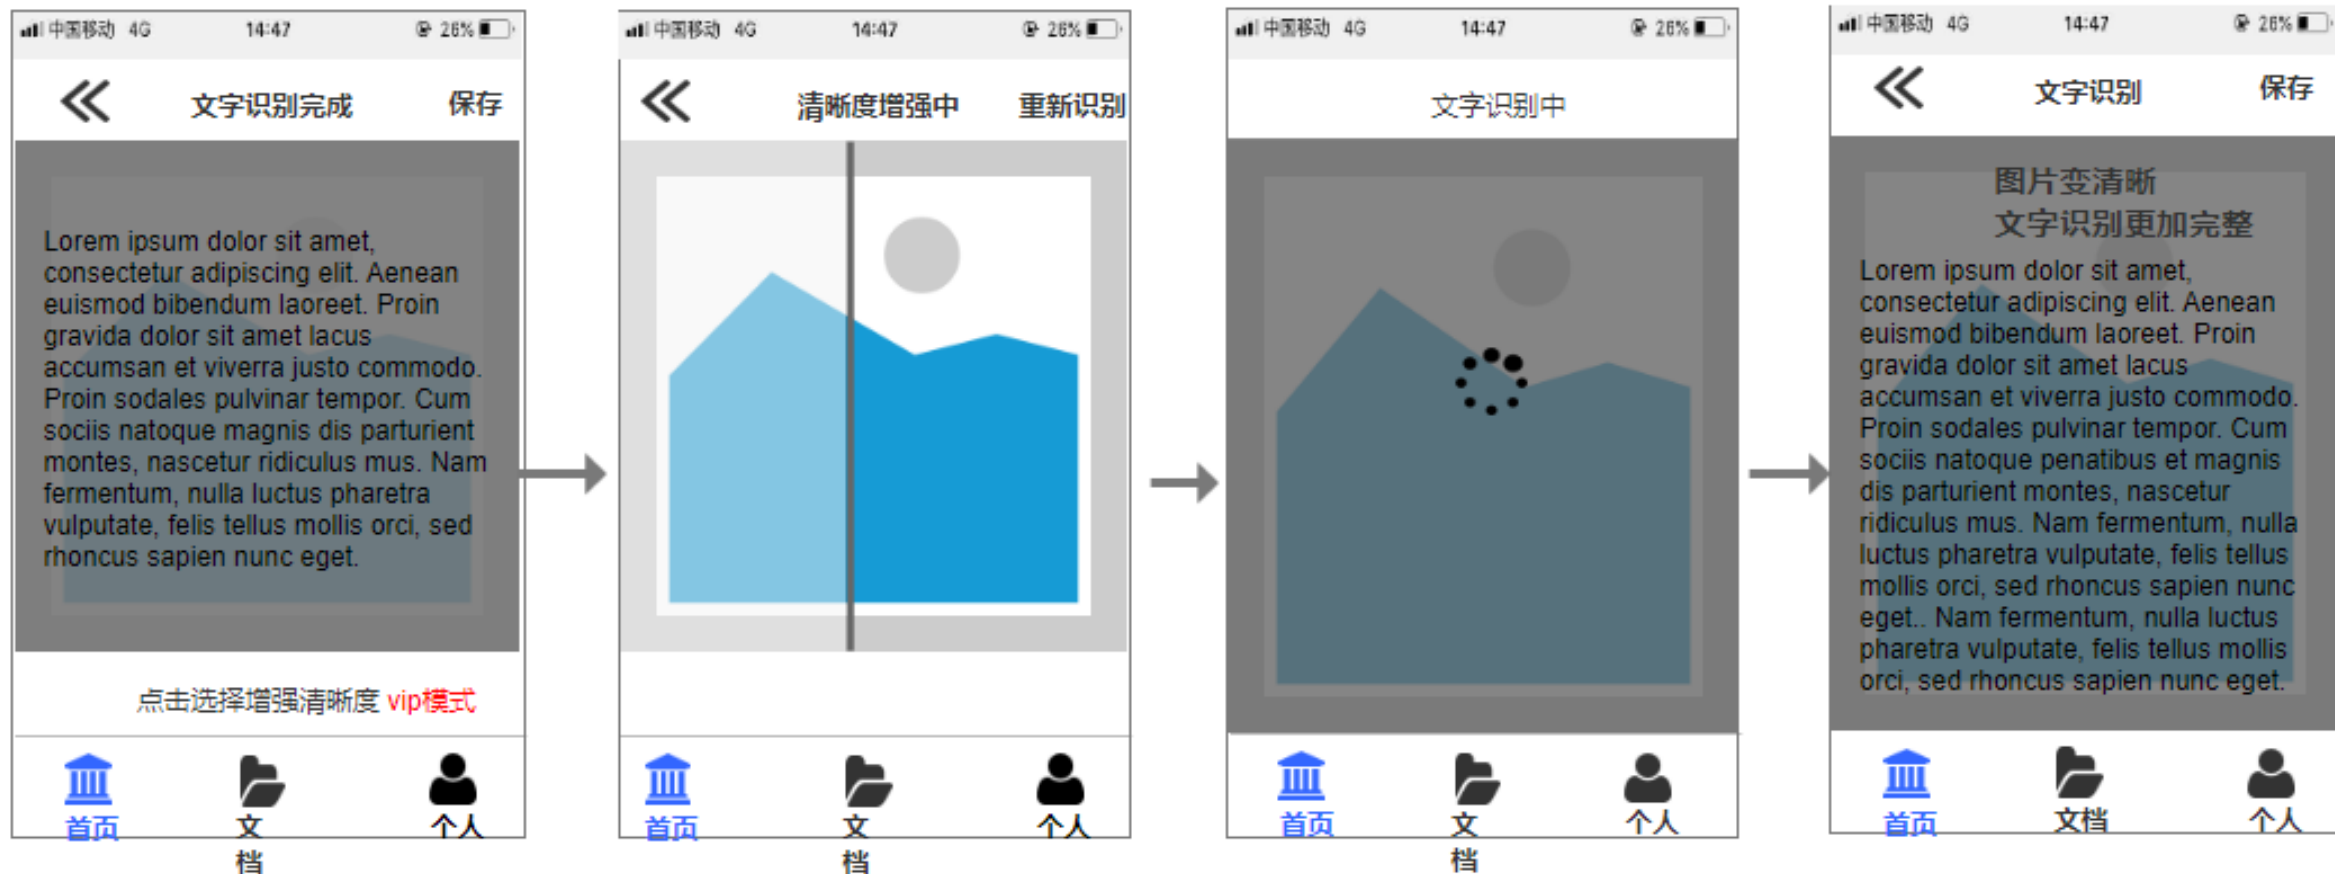 中国移动 4G 14:47 26%
文字识别完成 保存
Lorem ipsum dolor sit amet,
consectetur adipiscing elit. Aenean
euismod bibendum laoreet. Proin
gravida dolor sit amet lacus
accumsan et viverra justo commodo.
Proin sodales pulvinar tempor. Cum
sociis natoque magnis dis parturient
montes, nascetur ridiculus mus. Nam
fermentum, nulla luctus pharetra
vulputate, felis tellus mollis orci, sed
rhoncus sapien nunc eget.
点击选择增强清晰度 vip模式
首页 文 个人
档
中国移动 4G 14:47 26%
清晰度增强中 重新识别
首页 文 个人
档
中国移动 4G 14:47 26%
文字识别中
首页 文 个人
档
中国移动 4G 14:47 26%
文字识别 保存
图片变清晰
文字识别更加完整
Lorem ipsum dolor sit amet,
consectetur adipiscing elit. Aenean
euismod bibendum laoreet. Proin
gravida dolor sit amet lacus
accumsan et viverra justo commodo.
Proin sodales pulvinar tempor. Cum
sociis natoque penatibus et magnis
dis parturient montes, nascetur
ridiculus mus. Nam fermentum, nulla
luctus pharetra vulputate, felis tellus
mollis orci, sed rhoncus sapien nunc
eget.. Nam fermentum, nulla luctus
pharetra vulputate, felis tellus mollis
orci, sed rhoncus sapien nunc eget.
首页 文档 个人